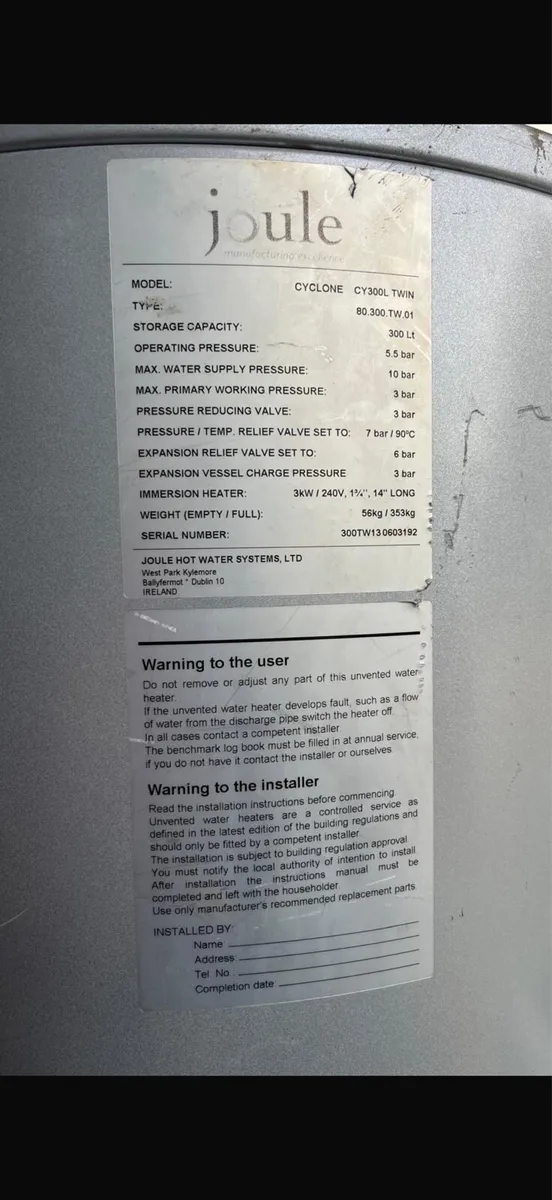 joule
manufacturing excellence
MODEL: CYCLONE CY300L TWIN
TYPE: 80.300.TW.01
STORAGE CAPACITY: 300 Lt
OPERATING PRESSURE: 5.5 bar
MAX. WATER SUPPLY PRESSURE: 10 bar
MAX. PRIMARY WORKING PRESSURE: 3 bar
PRESSURE REDUCING VALVE: 3 bar
PRESSURE / TEMP. RELIEF VALVE SET TO: 7 bar / 90ºC
EXPANSION RELIEF VALVE SET TO: 6 bar
EXPANSION VESSEL CHARGE PRESSURE 3 bar
IMMERSION HEATER: 3kW / 240V, 1¾", 14" LONG
WEIGHT (EMPTY / FULL): 56kg / 353kg
SERIAL NUMBER: 300TW13 0603192
JOULE HOT WATER SYSTEMS, LTD
West Park Kylemore
Ballyfermot * Dublin 10
IRELAND
Warning to the user
Do not remove or adjust any part of this unvented water
heater.
If the unvented water heater develops fault, such as a flow
of water from the discharge pipe switch the heater off.
In all cases contact a competent installer
The benchmark log book must be filled in at annual service,
if you do not have it contact the installer or ourselves.
Warning to the installer
Read the installation instructions before commencing.
Unvented water heaters are a controlled service as
defined in the latest edition of the building regulations and
should only be fitted by a competent installer.
The installation is subject to building regulation approval.
You must notify the local authority of intention to install.
After installation the instructions manual must be
completed and left with the householder.
Use only manufacturer's recommended replacement parts.
INSTALLED BY:
Name
Address
Tel No
Completion date